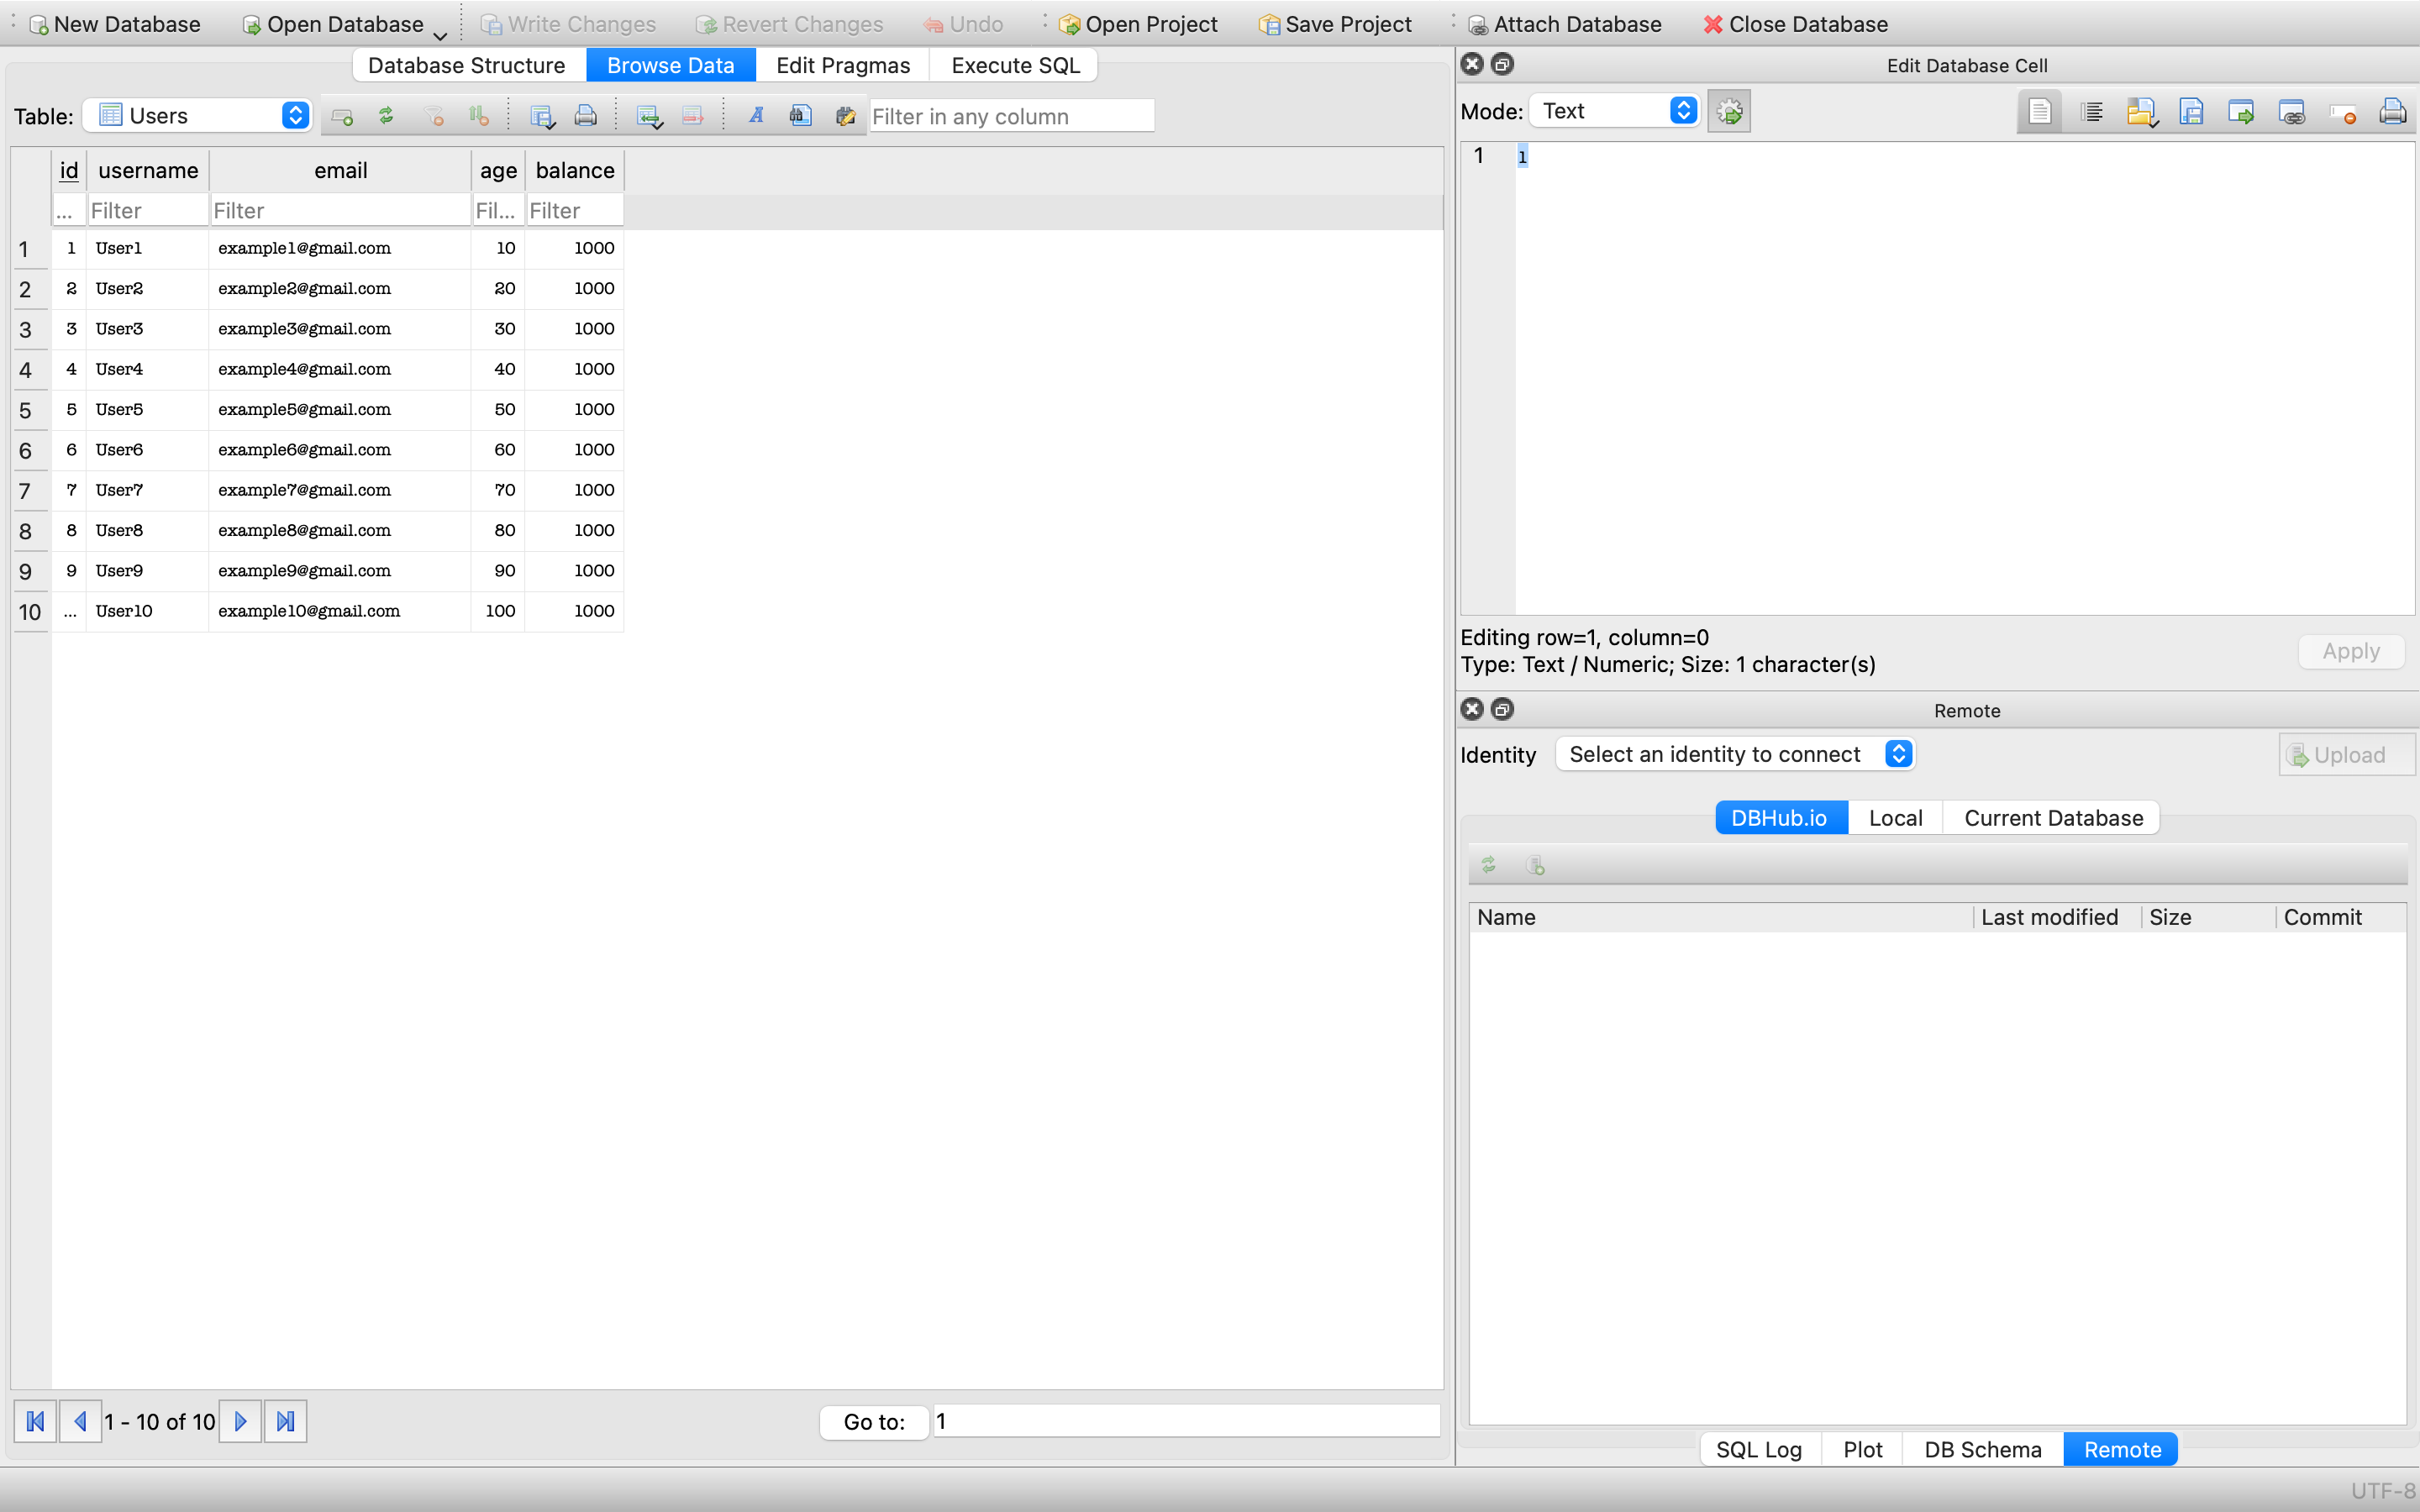 New Database Open Database Write Changes Revert Changes Undo Open Project Save Project Attach Database Close Database
Database Structure Browse Data Edit Pragmas Execute SQL
Table: Users Filter in any column
id username email age balance
... Filter Filter Fil... Filter
1 1 User1 example1@gmail.com 10 1000
2 2 User2 example2@gmail.com 20 1000
3 3 User3 example3@gmail.com 30 1000
4 4 User4 example4@gmail.com 40 1000
5 5 User5 example5@gmail.com 50 1000
6 6 User6 example6@gmail.com 60 1000
7 7 User7 example7@gmail.com 70 1000
8 8 User8 example8@gmail.com 80 1000
9 9 User9 example9@gmail.com 90 1000
10 ... User10 example10@gmail.com 100 1000
1 - 10 of 10 Go to: 1
Edit Database Cell
Mode: Text
1 1
Editing row=1, column=0
Type: Text / Numeric; Size: 1 character(s)
Apply
Remote
Identity Select an identity to connect Upload
DBHub.io Local Current Database
Name Last modified Size Commit
SQL Log Plot DB Schema Remote
UTF-8